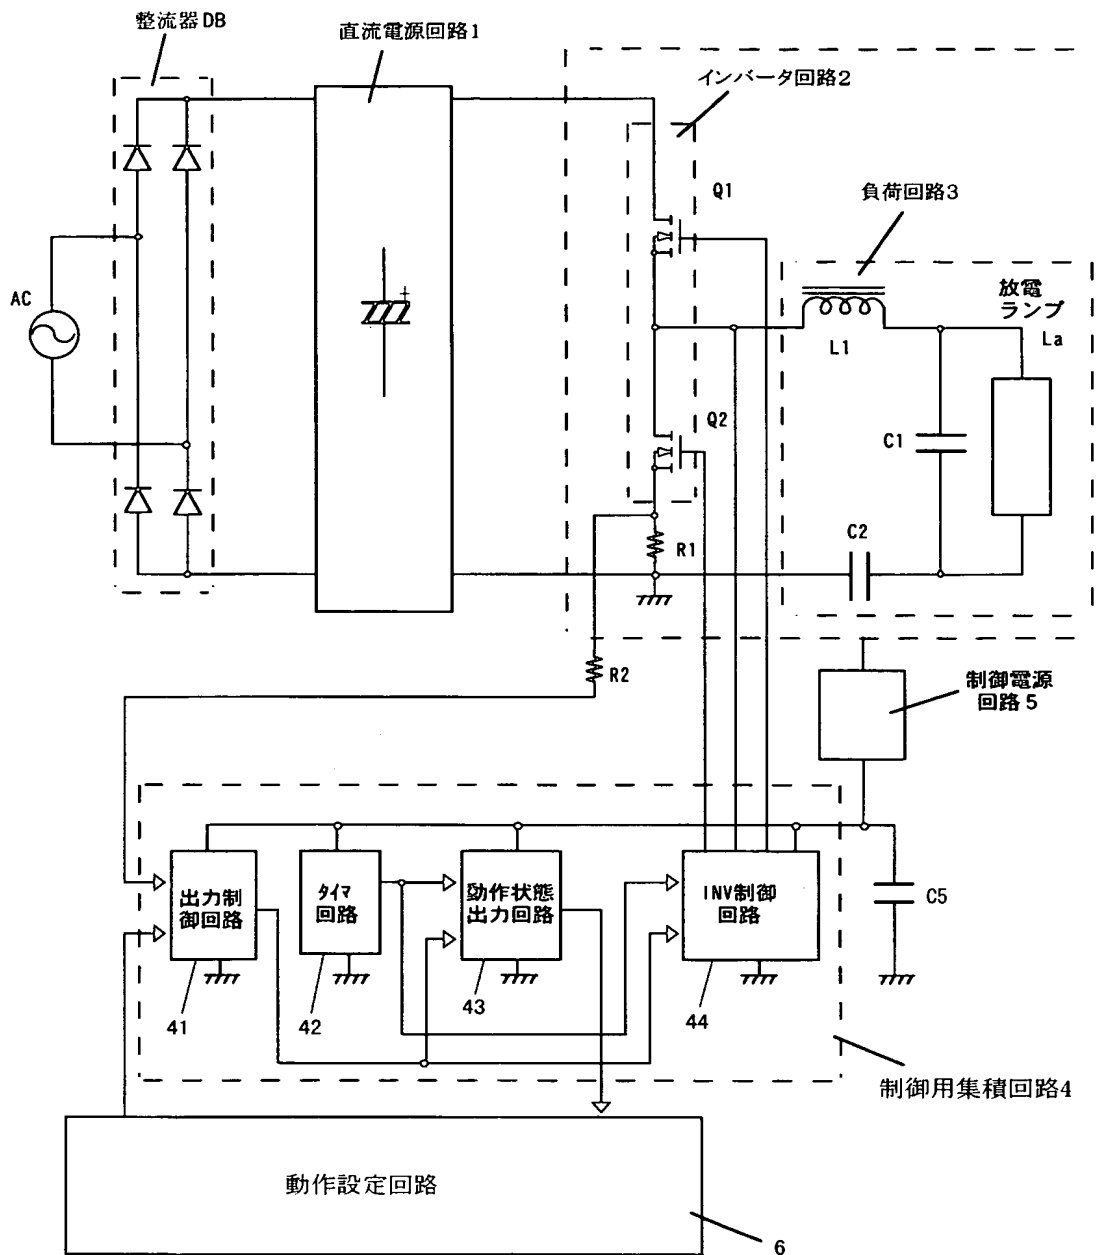 整流器DB
直流電源回路1
インバータ回路2
Q1
負荷回路3
AC
放電
ランプ
La
L1
Q2
C1
C2
R1
R2
制御電源
回路5
出力制
御回路
タイマ
回路
動作状態
出力回路
INV制御
回路
C5
41
42
43
44
制御用集積回路4
動作設定回路
6